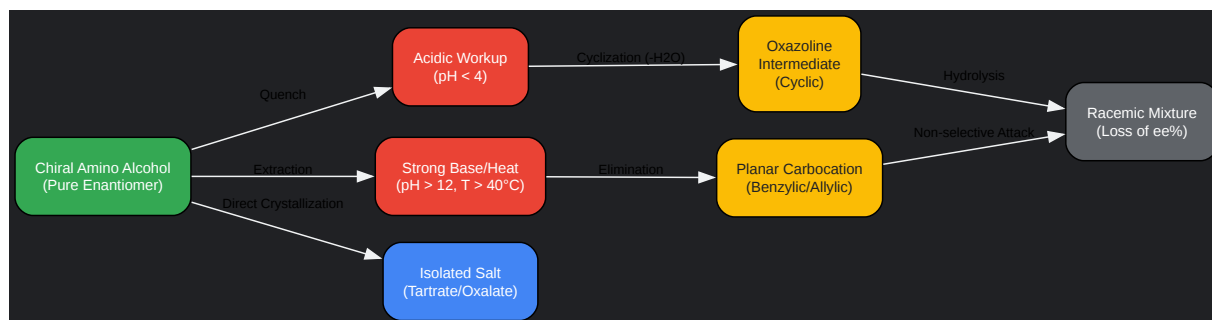 Chiral Amino Alcohol
(Pure Enantiomer)
Quench
Extraction
Direct Crystallization
Acidic Workup
(pH < 4)
Strong Base/Heat
(pH > 12, T > 40°C)
Isolated Salt
(Tartrate/Oxalate)
Cyclization (-H2O)
Elimination
Oxazoline
Intermediate
(Cyclic)
Planar Carbocation
(Benzylic/Allylic)
Hydrolysis
Non-selective Attack
Racemic Mixture
(Loss of ee%)